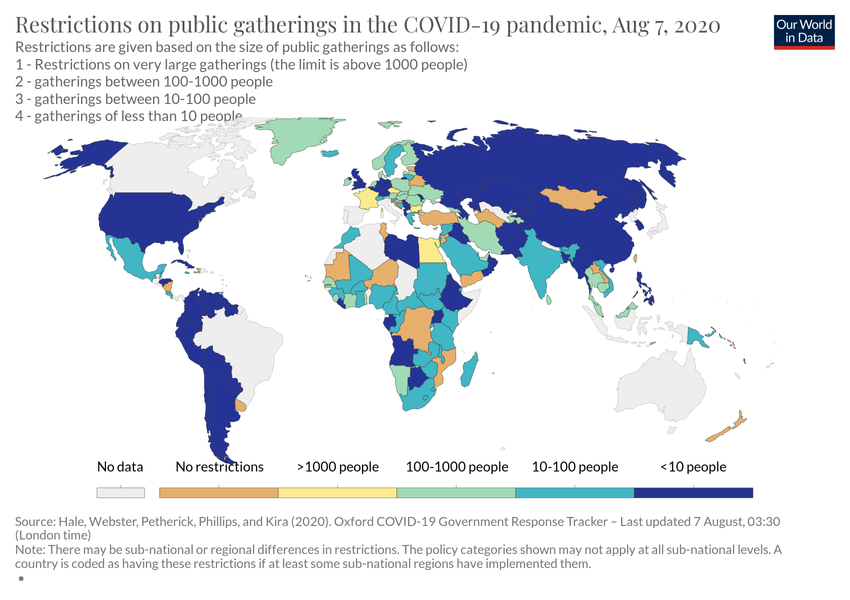 Restrictions on public gatherings in the COVID-19 pandemic, Aug 7, 2020
Our World
in Data
Restrictions are given based on the size of public gatherings as follows:
1 - Restrictions on very large gatherings (the limit is above 1000 people)
2 - gatherings between 100-1000 people
3 - gatherings between 10-100 people
4 - gatherings of less than 10 people
No data
No restrictions
>1000 people
100-1000 people
10-100 people
<10 people
Source: Hale, Webster, Petherick, Phillips, and Kira (2020). Oxford COVID-19 Government Response Tracker – Last updated 7 August, 03:30
(London time)
Note: There may be sub-national or regional differences in restrictions. The policy categories shown may not apply at all sub-national levels. A
country is coded as having these restrictions if at least some sub-national regions have implemented them.